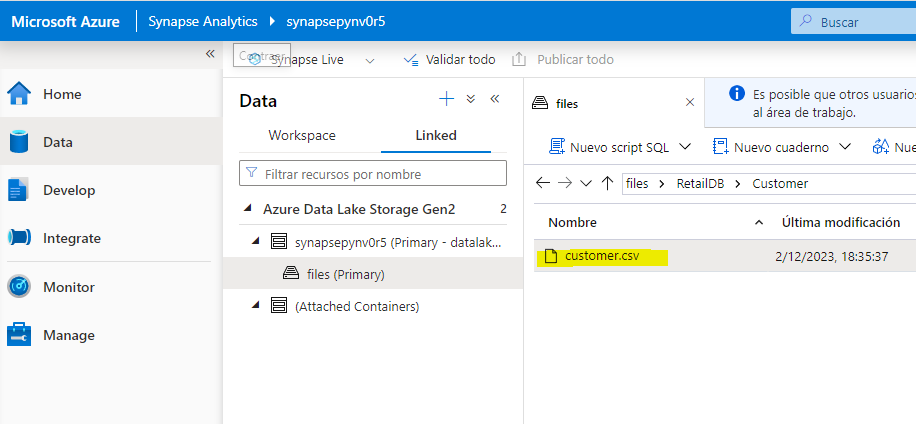 Microsoft Azure Synapse Analytics synapsepynv0r5 Buscar
«
Contraer
Synapse Live Validar todo Publicar todo
Home
Data
Develop
Integrate
Monitor
Manage
Data + «
Workspace Linked
Filtrar recursos por nombre
Azure Data Lake Storage Gen2 2
synapsepynv0r5 (Primary - datalak...
files (Primary)
(Attached Containers)
files ×
Es posible que otros usuarios
al área de trabajo.
Nuevo script SQL Nuevo cuaderno Nue
files > RetailDB > Customer
Nombre Última modificación
customer.csv 2/12/2023, 18:35:37